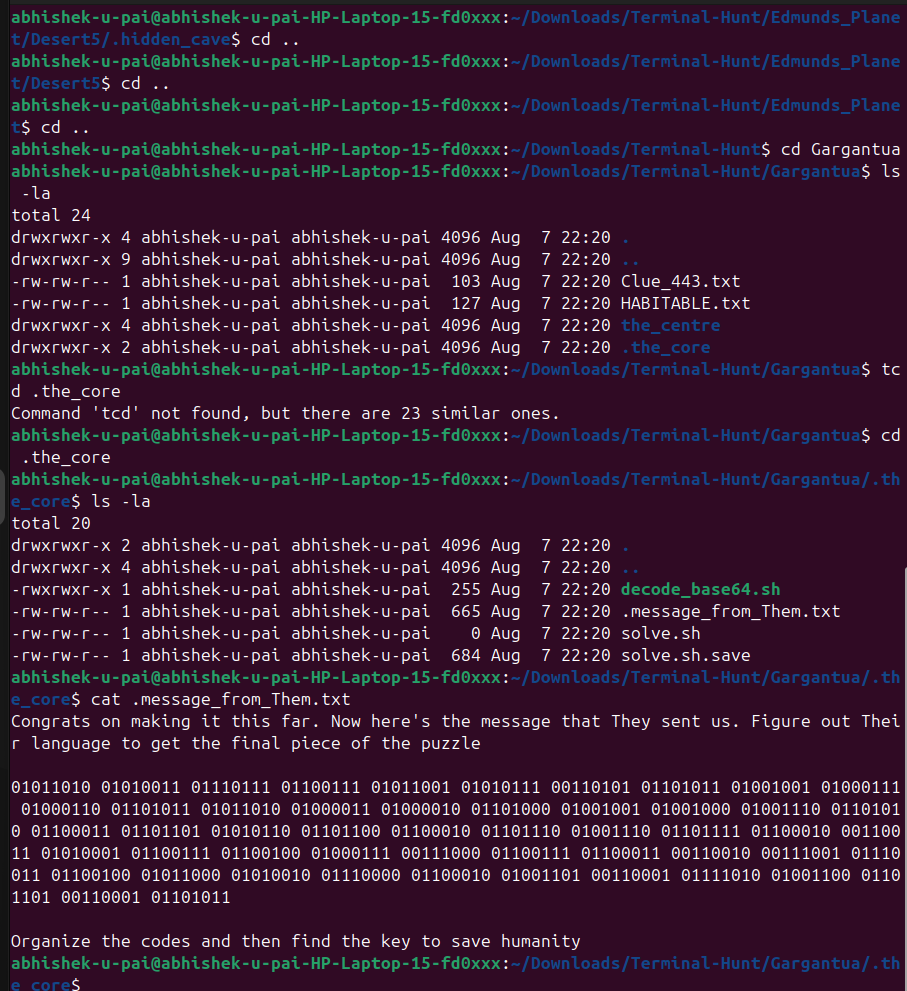 abhishek-u-pai@abhishek-u-pai-HP-Laptop-15-fd0xxx:~/Downloads/Terminal-Hunt/Edmunds_Plane
t/Desert5/.hidden_cave$ cd ..
abhishek-u-pai@abhishek-u-pai-HP-Laptop-15-fd0xxx:~/Downloads/Terminal-Hunt/Edmunds_Plane
t/Desert5$ cd ..
abhishek-u-pai@abhishek-u-pai-HP-Laptop-15-fd0xxx:~/Downloads/Terminal-Hunt/Edmunds_Plane
t$ cd ..
abhishek-u-pai@abhishek-u-pai-HP-Laptop-15-fd0xxx:~/Downloads/Terminal-Hunt$ cd Gargantua
abhishek-u-pai@abhishek-u-pai-HP-Laptop-15-fd0xxx:~/Downloads/Terminal-Hunt/Gargantua$ ls
 -la
total 24
drwxrwxr-x 4 abhishek-u-pai abhishek-u-pai 4096 Aug  7 22:20 .
drwxrwxr-x 9 abhishek-u-pai abhishek-u-pai 4096 Aug  7 22:20 ..
-rw-rw-r-- 1 abhishek-u-pai abhishek-u-pai  103 Aug  7 22:20 Clue_443.txt
-rw-rw-r-- 1 abhishek-u-pai abhishek-u-pai  127 Aug  7 22:20 HABITABLE.txt
drwxrwxr-x 4 abhishek-u-pai abhishek-u-pai 4096 Aug  7 22:20 the_centre
drwxrwxr-x 2 abhishek-u-pai abhishek-u-pai 4096 Aug  7 22:20 .the_core
abhishek-u-pai@abhishek-u-pai-HP-Laptop-15-fd0xxx:~/Downloads/Terminal-Hunt/Gargantua$ tc
d .the_core
Command 'tcd' not found, but there are 23 similar ones.
abhishek-u-pai@abhishek-u-pai-HP-Laptop-15-fd0xxx:~/Downloads/Terminal-Hunt/Gargantua$ cd
 .the_core
abhishek-u-pai@abhishek-u-pai-HP-Laptop-15-fd0xxx:~/Downloads/Terminal-Hunt/Gargantua/.th
e_core$ ls -la
total 20
drwxrwxr-x 2 abhishek-u-pai abhishek-u-pai 4096 Aug  7 22:20 .
drwxrwxr-x 4 abhishek-u-pai abhishek-u-pai 4096 Aug  7 22:20 ..
-rwxrwxr-x 1 abhishek-u-pai abhishek-u-pai  255 Aug  7 22:20 decode_base64.sh
-rw-rw-r-- 1 abhishek-u-pai abhishek-u-pai  665 Aug  7 22:20 .message_from_Them.txt
-rw-rw-r-- 1 abhishek-u-pai abhishek-u-pai    0 Aug  7 22:20 solve.sh
-rw-rw-r-- 1 abhishek-u-pai abhishek-u-pai  684 Aug  7 22:20 solve.sh.save
abhishek-u-pai@abhishek-u-pai-HP-Laptop-15-fd0xxx:~/Downloads/Terminal-Hunt/Gargantua/.th
e_core$ cat .message_from_Them.txt
Congrats on making it this far. Now here's the message that They sent us. Figure out Thei
r language to get the final piece of the puzzle

01011010 01010011 01110111 01100111 01011001 01010111 00110101 01101011 01001001 01000111
 01000110 01101011 01011010 01000011 01000010 01101000 01001001 01001000 01001110 0110101
0 01100011 01101101 01010110 01101100 01100010 01101110 01001110 01101111 01100010 001100
11 01010001 01100111 01100100 01000111 00111000 01100111 01100011 00110010 00111001 01110
011 01100100 01011000 01010010 01110000 01100010 01001101 00110001 01111010 01001100 0110
1101 00110001 01101011

Organize the codes and then find the key to save humanity
abhishek-u-pai@abhishek-u-pai-HP-Laptop-15-fd0xxx:~/Downloads/Terminal-Hunt/Gargantua/.th
e_core$